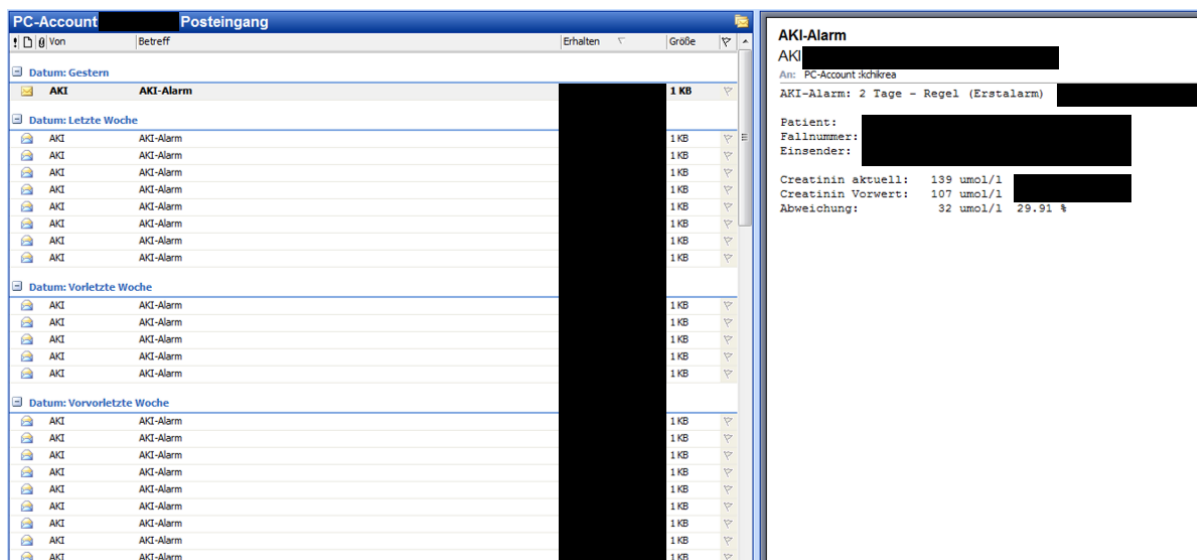 PC-Account Posteingang
! Von Betreff Erhalten Größe
Datum: Gestern
AKI AKI-Alarm 1 KB
Datum: Letzte Woche
AKI AKI-Alarm 1 KB
AKI AKI-Alarm 1 KB
AKI AKI-Alarm 1 KB
AKI AKI-Alarm 1 KB
AKI AKI-Alarm 1 KB
AKI AKI-Alarm 1 KB
AKI AKI-Alarm 1 KB
AKI AKI-Alarm 1 KB
Datum: Vorletzte Woche
AKI AKI-Alarm 1 KB
AKI AKI-Alarm 1 KB
AKI AKI-Alarm 1 KB
AKI AKI-Alarm 1 KB
AKI AKI-Alarm 1 KB
Datum: Vorvorletzte Woche
AKI AKI-Alarm 1 KB
AKI AKI-Alarm 1 KB
AKI AKI-Alarm 1 KB
AKI AKI-Alarm 1 KB
AKI AKI-Alarm 1 KB
AKI AKI-Alarm 1 KB
AKI AKI-Alarm 1 KB
AKI AKI-Alarm 1 KB
AKI AKI-Alarm 1 KB
AKI-Alarm
AKI
An: PC-Account :kchikrea
AKI-Alarm: 2 Tage - Regel (Erstalarm)
Patient:
Fallnummer:
Einsender:
Creatinin aktuell: 139 umol/l
Creatinin Vorwert: 107 umol/l
Abweichung: 32 umol/l 29.91 %